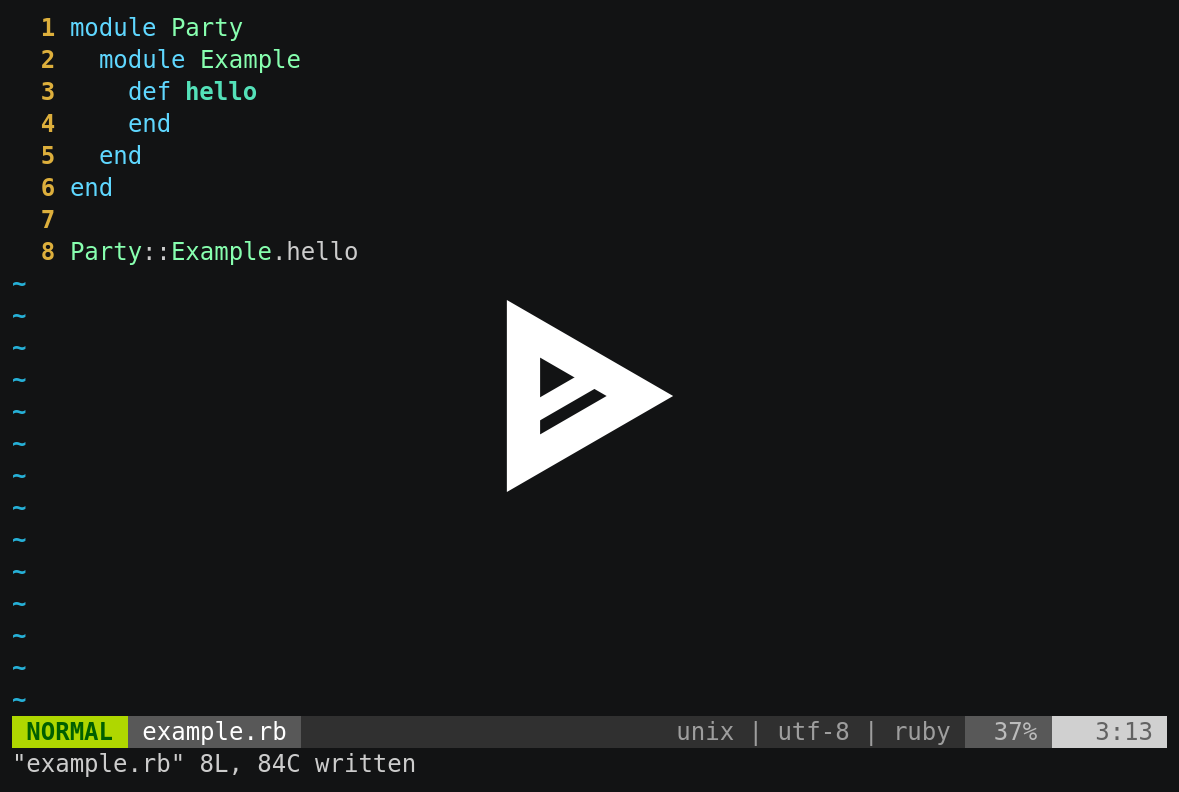 1 module Party
2   module Example
3     def hello
4     end
5   end
6 end
7
8 Party::Example.hello
~
~
~
~
~
~
~
~
~
~
~
~
~
~
NORMAL example.rb unix | utf-8 | ruby 37% 3:13
"example.rb" 8L, 84C written